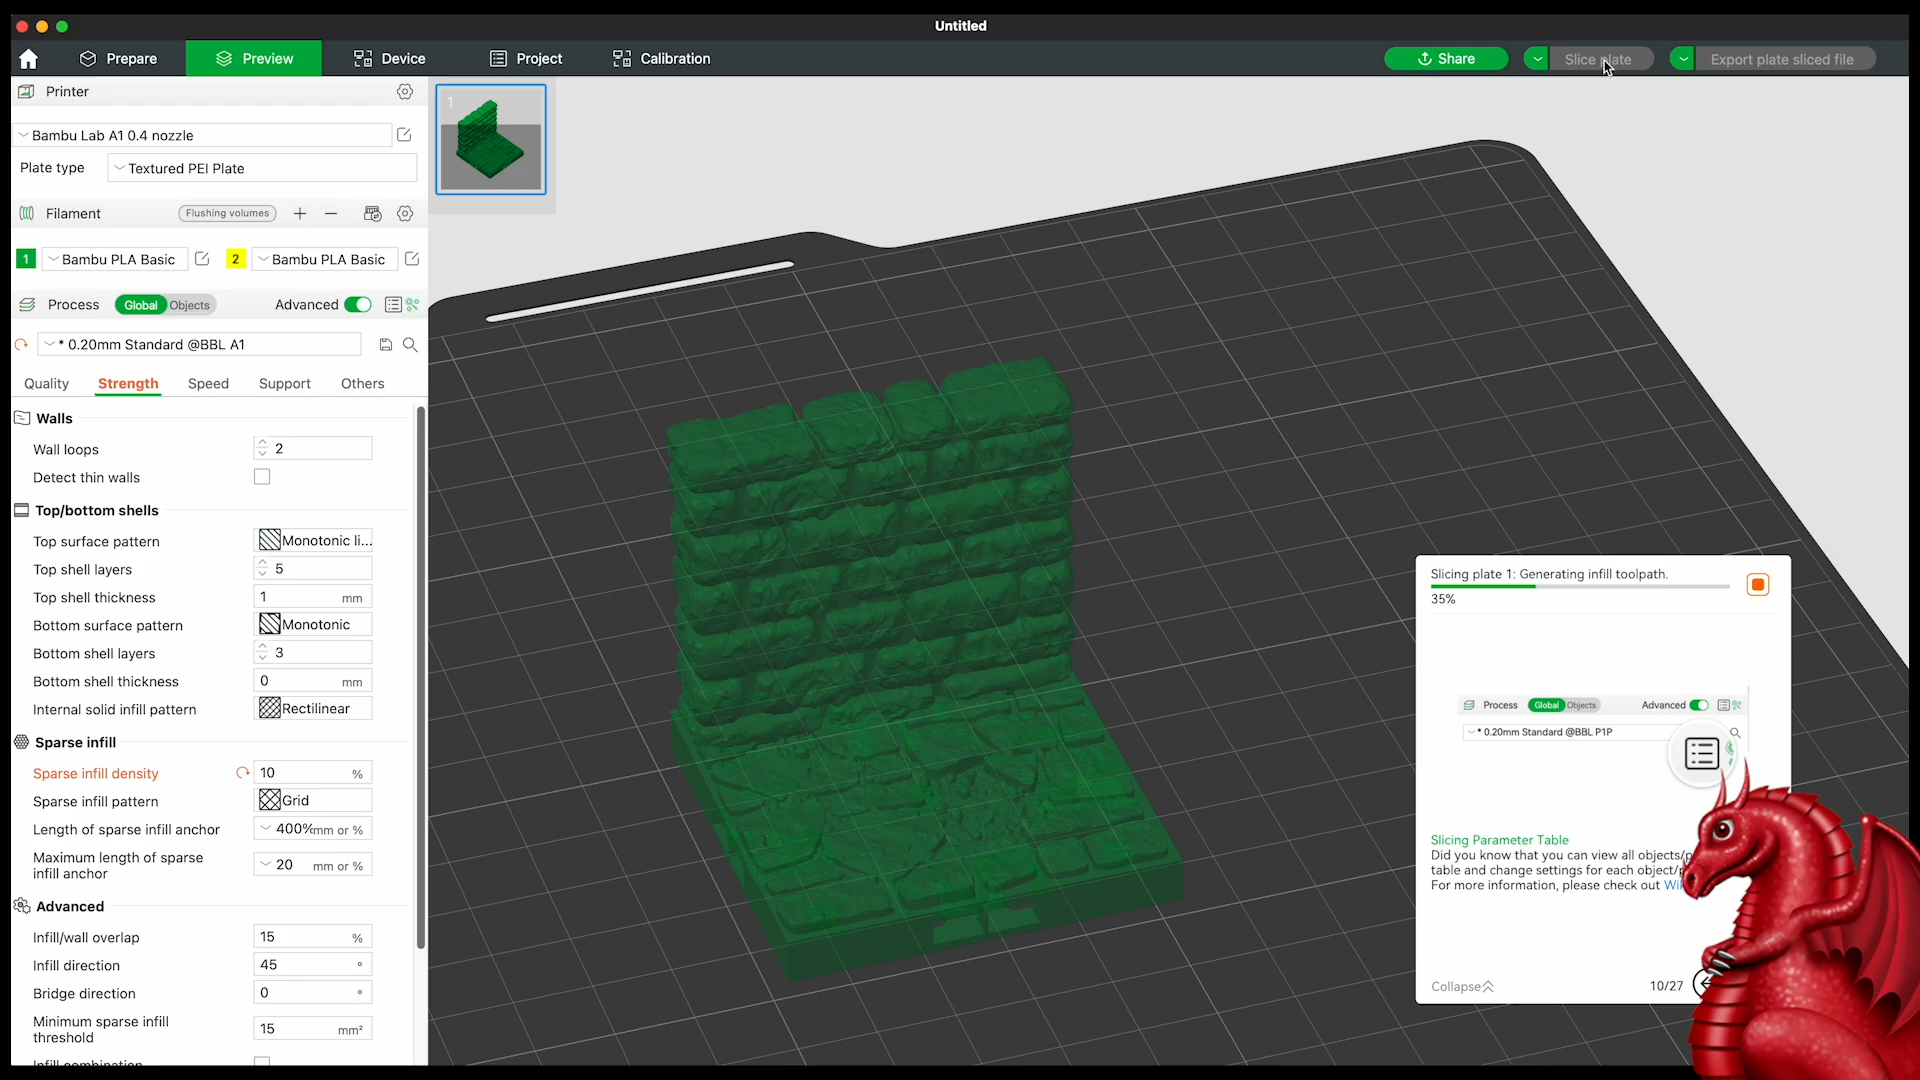 Untitled
Prepare
Preview
Device
Project
Calibration
Share
Slice plate
Export plate sliced file
Printer
Bambu Lab A1 0.4 nozzle
Plate type
Textured PEI Plate
Filament
Flushing volumes
1
Bambu PLA Basic
2
Bambu PLA Basic
Process
Global
Objects
Advanced
* 0.20mm Standard @BBL A1
Quality
Strength
Speed
Support
Others
Walls
Wall loops
2
Detect thin walls
Top/bottom shells
Top surface pattern
Monotonic li...
Top shell layers
5
Top shell thickness
1 mm
Bottom surface pattern
Monotonic
Bottom shell layers
3
Bottom shell thickness
0 mm
Internal solid infill pattern
Rectilinear
Sparse infill
Sparse infill density
10 %
Sparse infill pattern
Grid
Length of sparse infill anchor
400% mm or %
Maximum length of sparse
infill anchor
20 mm or %
Advanced
Infill/wall overlap
15 %
Infill direction
45 °
Bridge direction
0 °
Minimum sparse infill
threshold
15 mm²
Infill combination
1
Slicing plate 1: Generating infill toolpath.
35%
Process
Global
Objects
Advanced
* 0.20mm Standard @BBL P1P
Slicing Parameter Table
Did you know that you can view all objects/p
table and change settings for each object/p
For more information, please check out Wi
Collapse
10/27